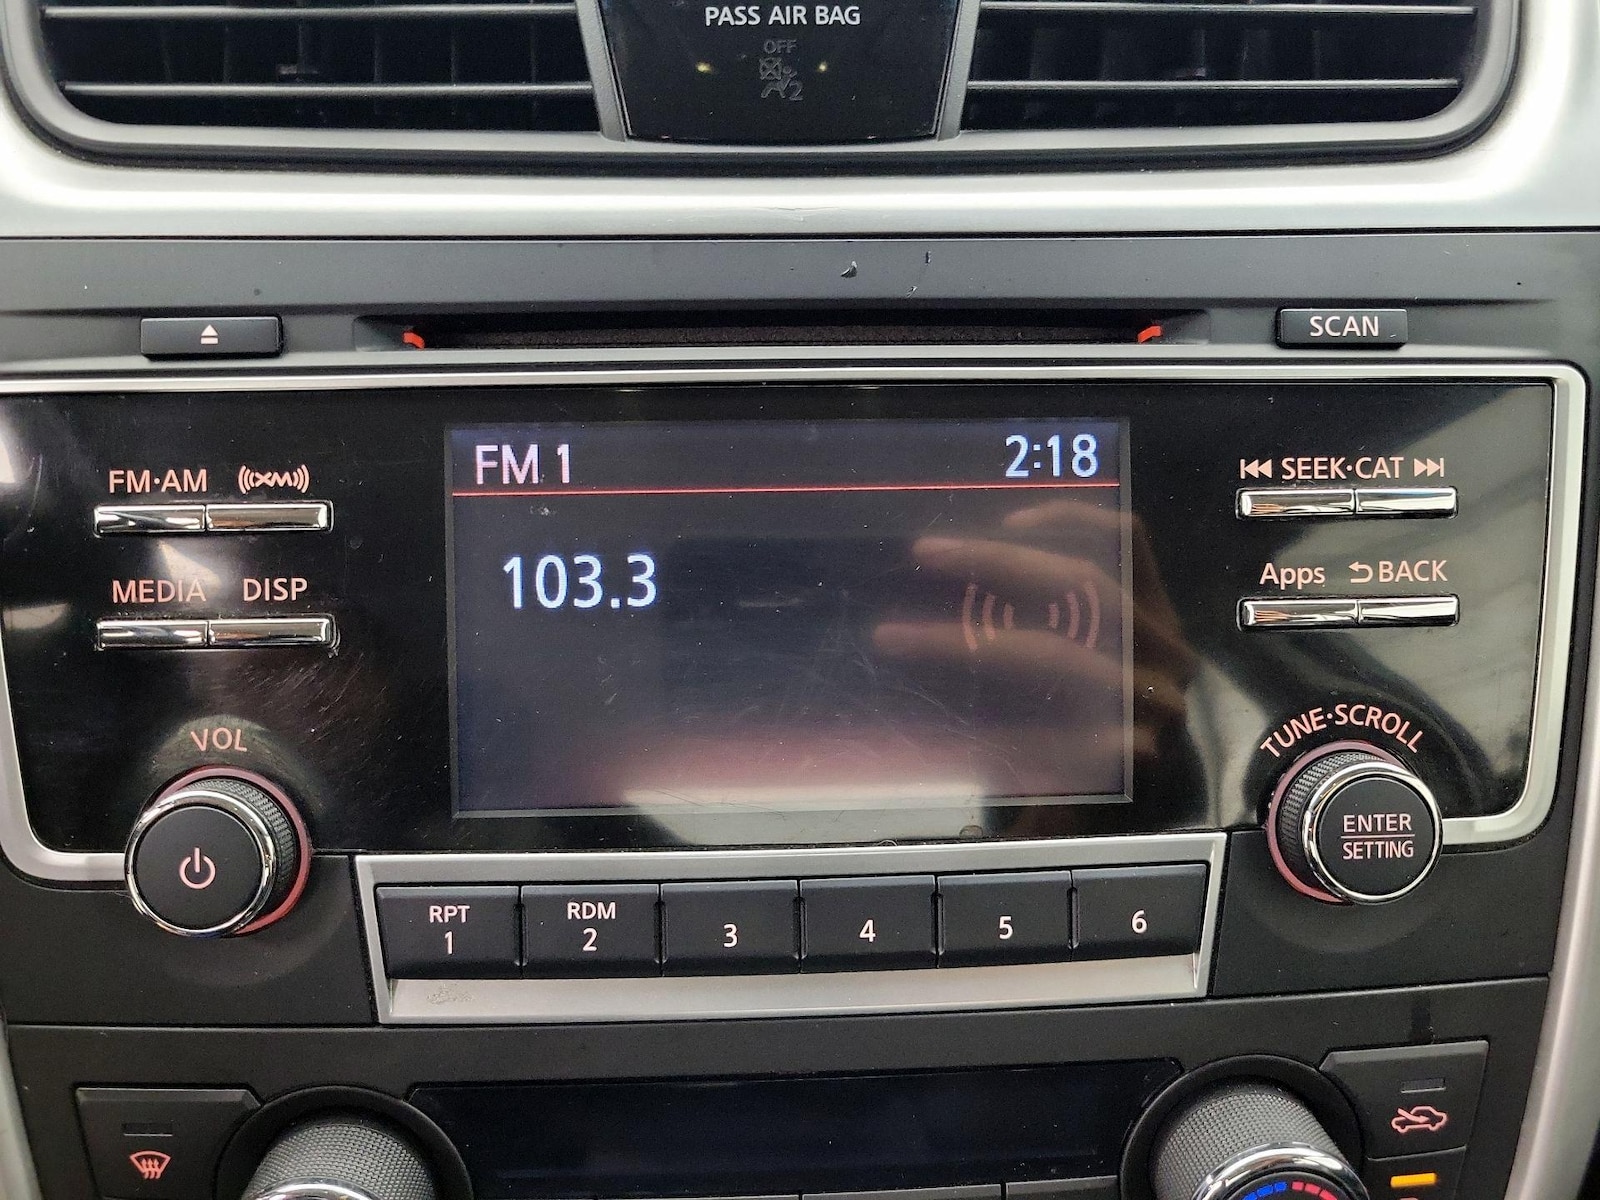 PASS AIR BAG
OFF
2
SCAN
FM·AM XM
MEDIA DISP
VOL
FM 1 2:18
103.3
SEEK·CAT
Apps BACK
TUNE·SCROLL
ENTER
SETTING
RPT
1
RDM
2
3
4
5
6